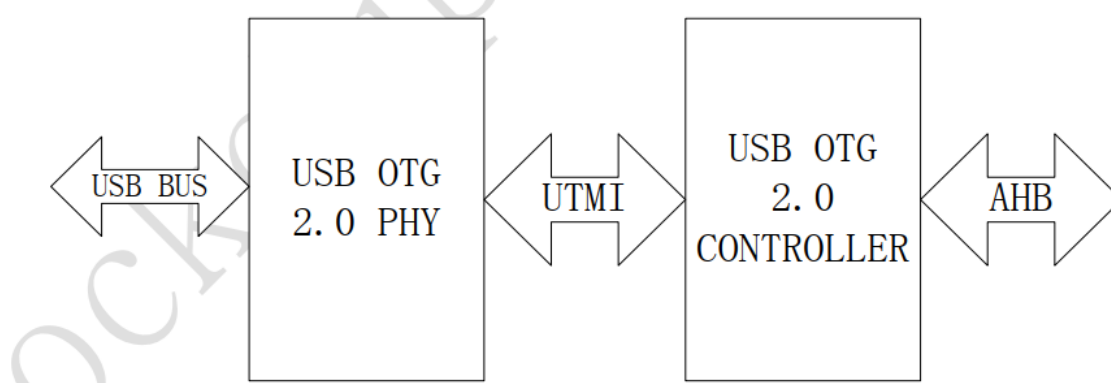 USB BUS
USB OTG
2.0 PHY
UTMI
USB OTG
2.0
CONTROLLER
AHB